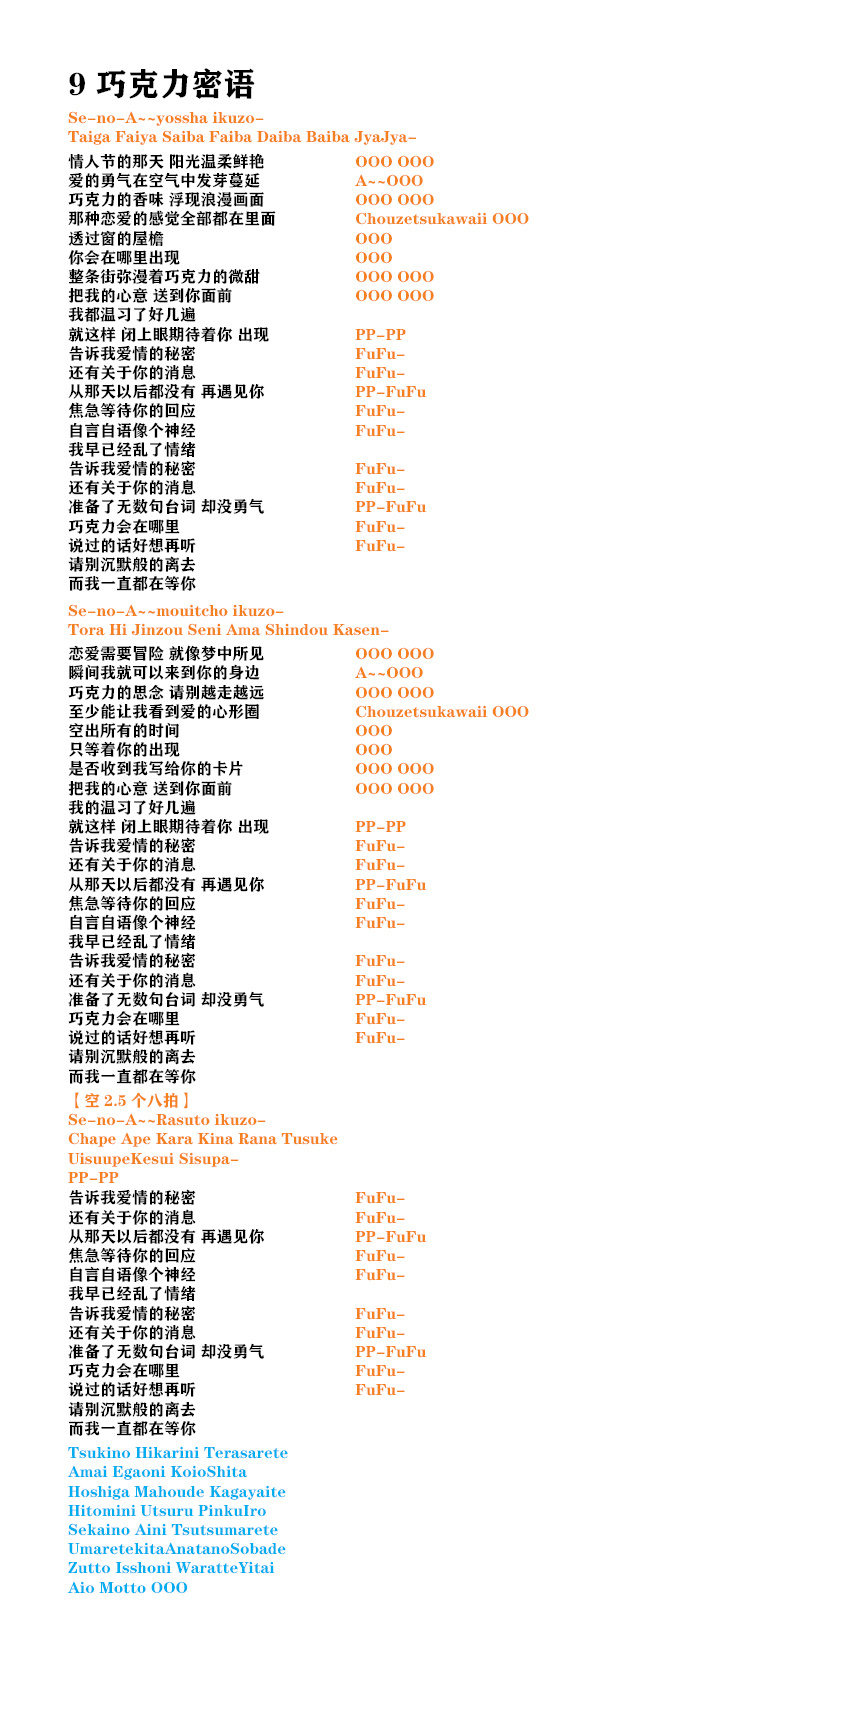 9 巧克力密语
Se-no-A~~yossha ikuzo-
Taiga Faiya Saiba Faiba Daiba Baiba JyaJya-
情人节的那天 阳光温柔鲜艳 OOO OOO
爱的勇气在空气中发芽蔓延 A~~OOO
巧克力的香味 浮现浪漫画面 OOO OOO
那种恋爱的感觉全部都在里面 Chouzetsukawaii OOO
透过窗的屋檐 OOO
你会在哪里出现 OOO
整条街弥漫着巧克力的微甜 OOO OOO
把我的心意 送到你面前 OOO OOO
我都温习了好几遍
就这样 闭上眼期待着你 出现 PP-PP
告诉我爱情的秘密 FuFu-
还有关于你的消息 FuFu-
从那天以后都没有 再遇见你 PP-FuFu
焦急等待你的回应 FuFu-
自言自语像个神经 FuFu-
我早已经乱了情绪
告诉我爱情的秘密 FuFu-
还有关于你的消息 FuFu-
准备了无数句台词 却没勇气 PP-FuFu
巧克力会在哪里 FuFu-
说过的话好想再听 FuFu-
请别沉默般的离去
而我一直都在等你
Se-no-A~~mouitcho ikuzo-
Tora Hi Jinzou Seni Ama Shindou Kasen-
恋爱需要冒险 就像梦中所见 OOO OOO
瞬间我就可以来到你的身边 A~~OOO
巧克力的思念 请别越走越远 OOO OOO
至少能让我看到爱的心形圈 Chouzetsukawaii OOO
空出所有的时间 OOO
只等着你的出现 OOO
是否收到我写给你的卡片 OOO OOO
把我的心意 送到你面前 OOO OOO
我的温习了好几遍
就这样 闭上眼期待着你 出现 PP-PP
告诉我爱情的秘密 FuFu-
还有关于你的消息 FuFu-
从那天以后都没有 再遇见你 PP-FuFu
焦急等待你的回应 FuFu-
自言自语像个神经 FuFu-
我早已经乱了情绪
告诉我爱情的秘密 FuFu-
还有关于你的消息 FuFu-
准备了无数句台词 却没勇气 PP-FuFu
巧克力会在哪里 FuFu-
说过的话好想再听 FuFu-
请别沉默般的离去
而我一直都在等你
【空 2.5 个八拍】
Se-no-A~~Rasuto ikuzo-
Chape Ape Kara Kina Rana Tusuke
UisuupeKesui Sisupa-
PP-PP
告诉我爱情的秘密 FuFu-
还有关于你的消息 FuFu-
从那天以后都没有 再遇见你 PP-FuFu
焦急等待你的回应 FuFu-
自言自语像个神经 FuFu-
我早已经乱了情绪
告诉我爱情的秘密 FuFu-
还有关于你的消息 FuFu-
准备了无数句台词 却没勇气 PP-FuFu
巧克力会在哪里 FuFu-
说过的话好想再听 FuFu-
请别沉默般的离去
而我一直都在等你
Tsukino Hikarini Terasarete
Amai Egaoni KoioShita
Hoshiga Mahoude Kagayaite
Hitomini Utsuru PinkuIro
Sekaino Aini Tsutsumarete
UmaretekitaAnatanoSobade
Zutto Isshoni WaratteYitai
Aio Motto OOO